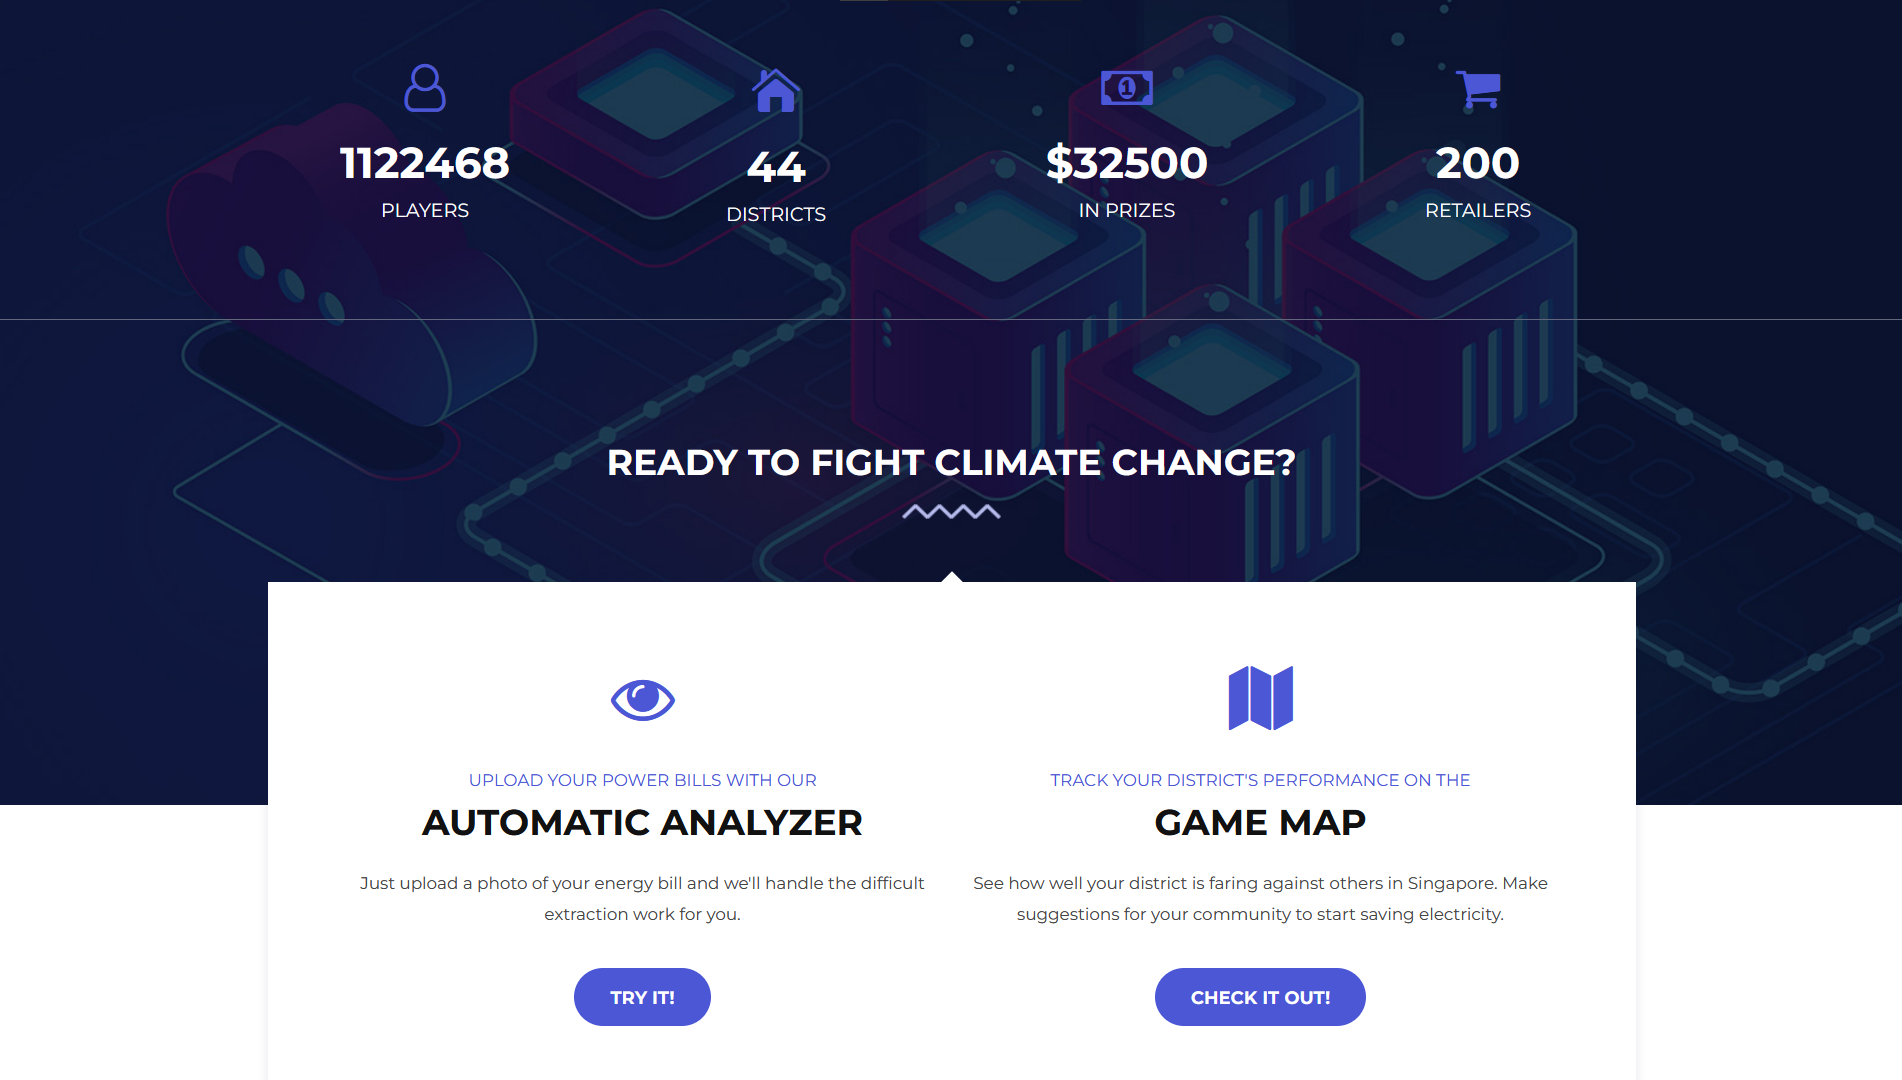 1122468
PLAYERS
44
DISTRICTS
$32500
IN PRIZES
200
RETAILERS
READY TO FIGHT CLIMATE CHANGE?
UPLOAD YOUR POWER BILLS WITH OUR
AUTOMATIC ANALYZER
Just upload a photo of your energy bill and we'll handle the difficult
extraction work for you.
TRY IT!
TRACK YOUR DISTRICT'S PERFORMANCE ON THE
GAME MAP
See how well your district is faring against others in Singapore. Make
suggestions for your community to start saving electricity.
CHECK IT OUT!